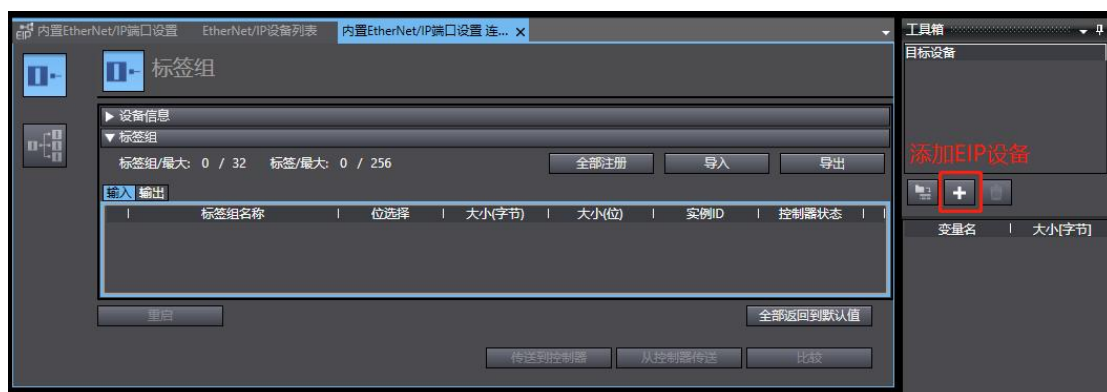 EIP 内置EtherNet/IP端口设置 EtherNet/IP设备列表 内置EtherNet/IP端口设置 连... x
工具箱
目标设备
标签组
▶ 设备信息
▼ 标签组
标签组/最大: 0 / 32 标签/最大: 0 / 256 全部注册 导入 导出
添加EIP设备
输入 输出
标签组名称 | 位选择 | 大小(字节) | 大小(位) | 实例ID | 控制器状态 |
变量名 | 大小[字节]
重启 全部返回到默认值
传送到控制器 从控制器传送 比较